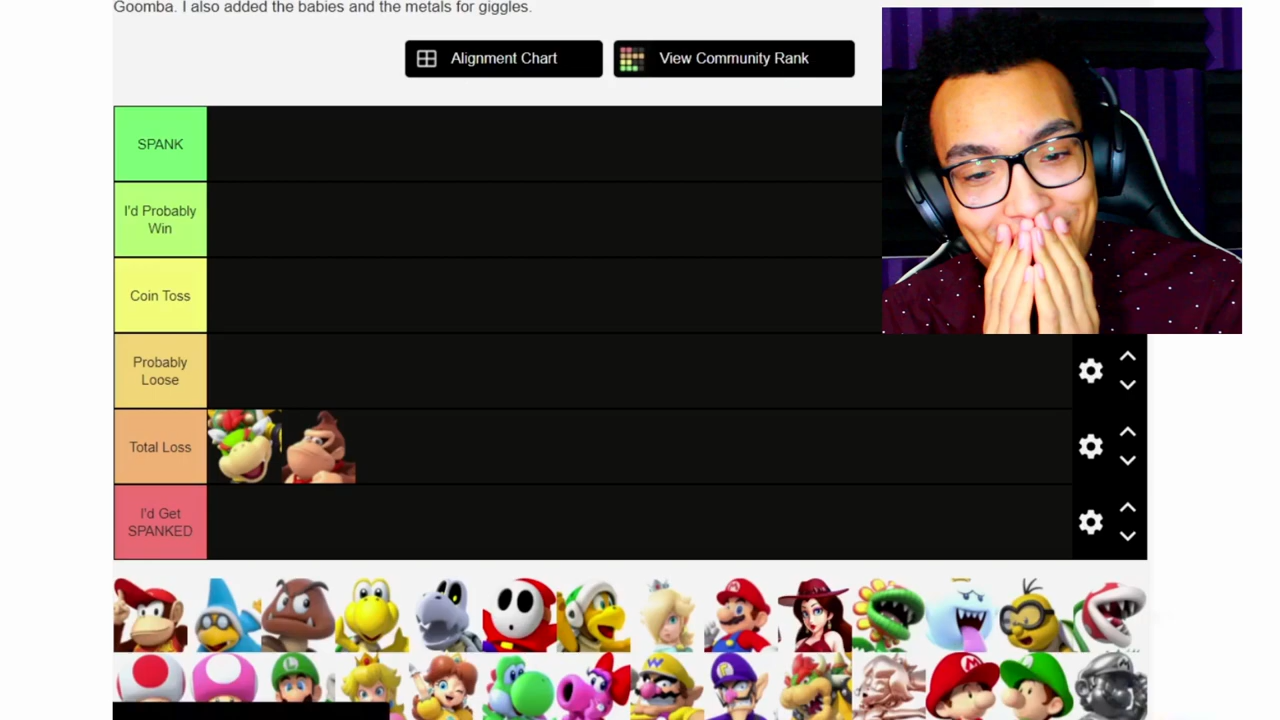 Goomba. I also added the babies and the metals for giggles.
Alignment Chart
View Community Rank
SPANK
I'd Probably
Win
Coin Toss
Probably
Loose
Total Loss
I'd Get
SPANKED